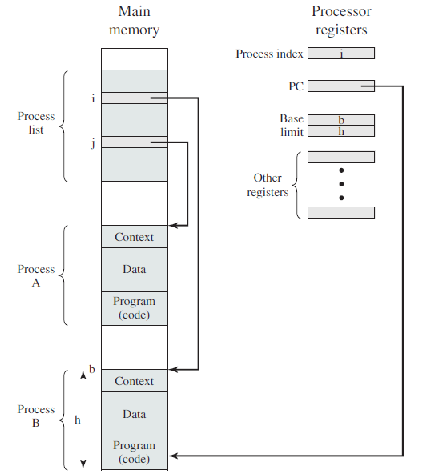 Main
memory
Processor
registers
Process index
i
PC
Base
limit
b
h
Other
registers
i
j
Process
list
Process
A
Context
Data
Program
(code)
b
Process
B
h
Context
Data
Program
(code)